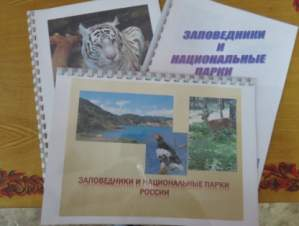 ЗАПОВЕДНИКИ
И
НАЦИОНАЛЬНЫЕ
ПАРКИ
ЗАПОВЕДНИКИ И НАЦИОНАЛЬНЫЕ ПАРКИ
РОССИИ